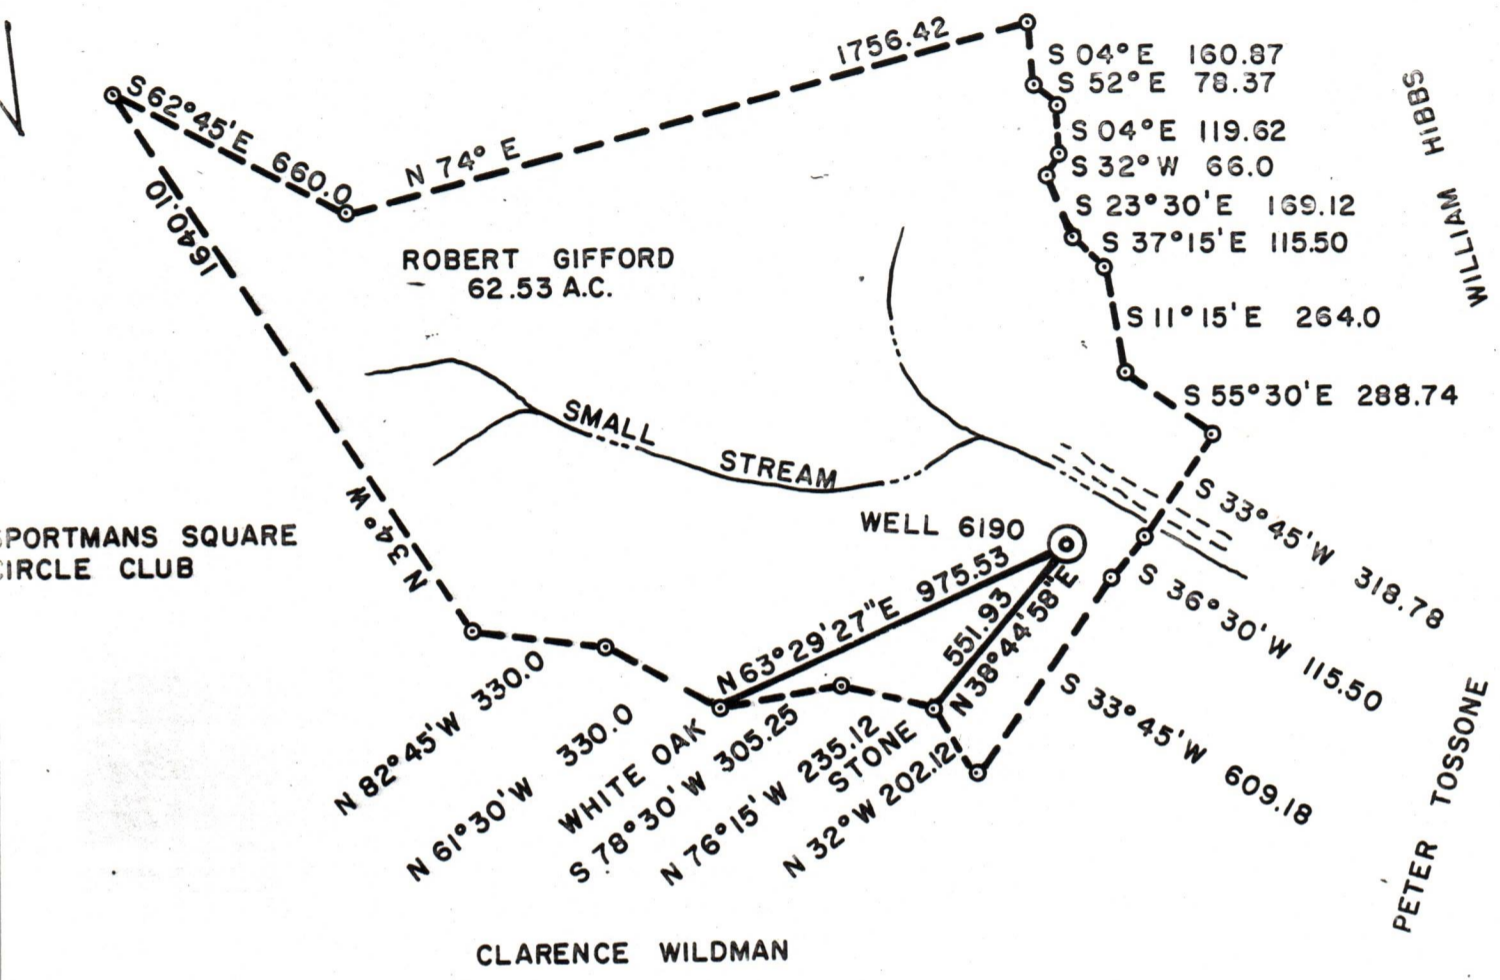 1756.42
S 04° E 160.87
S 52° E 78.37
S 62°45' E 660.0
N 74° E
S 04° E 119.62
S 32° W 66.0
WILLIAM HIBBS
1640.10
S 23°30' E 169.12
S 37°15' E 115.50
ROBERT GIFFORD
62.53 A.C.
S 11°15' E 264.0
S 55°30' E 288.74
SMALL STREAM
N 34° W
SPORTMANS SQUARE
CIRCLE CLUB
WELL 6190
S 33°45' W 318.78
N 63°29'27" E 975.53
551.93
N 38°44'58" E
S 36°30' W 115.50
S 33°45' W 609.18
N 82°45' W 330.0
N 61°30' W 330.0
WHITE OAK
S 78°30' W 305.25
N 76°15' W 235.12
STONE
N 32° W 202.12
PETER TOSSONE
CLARENCE WILDMAN